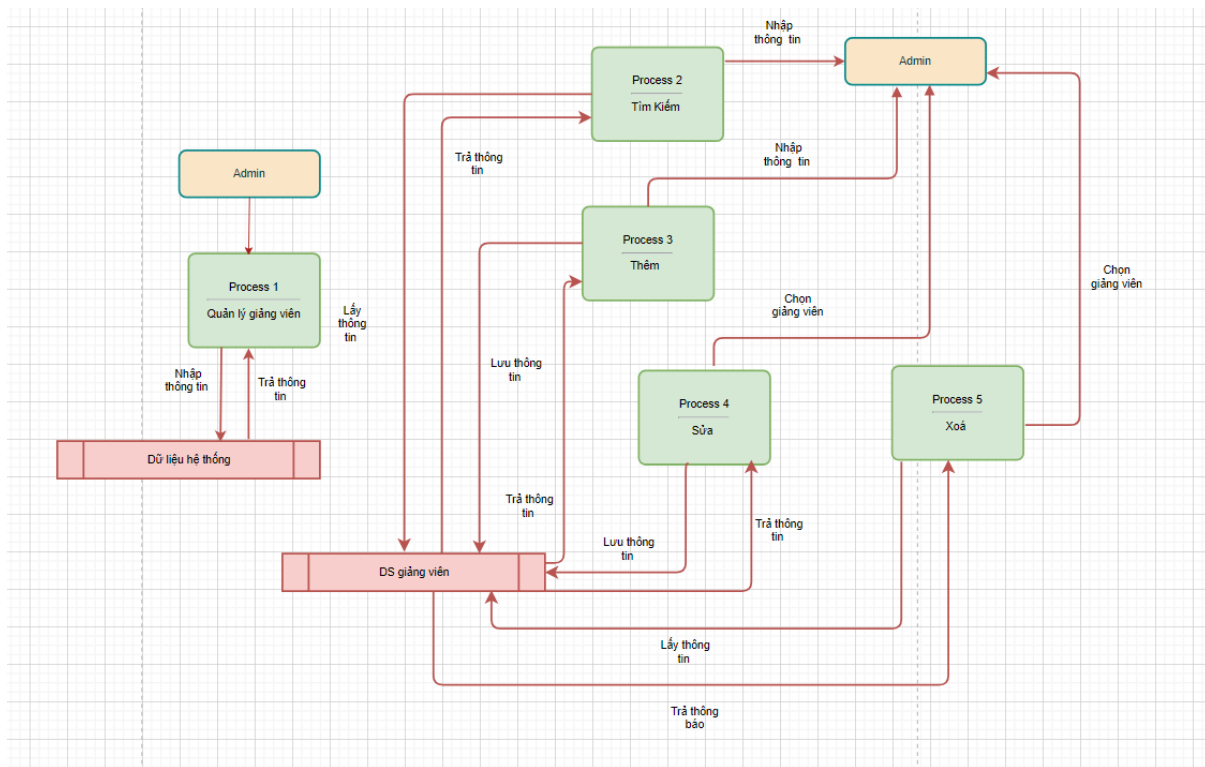 Nhập
thông tin
Admin
Process 2
Tìm Kiếm
Trả thông
tin
Nhập
thông tin
Admin
Process 3
Thêm
Process 1
Quản lý giảng viên
Lấy
thông
tin
Chọn
giảng viên
Chọn
giảng viên
Nhập
thông tin
Trả thông
tin
Lưu thông
tin
Process 4
Sửa
Process 5
Xoá
Dữ liệu hệ thống
Trả thông
tin
Lưu thông
tin
Trả thông
tin
DS giảng viên
Lấy thông
tin
Trả thông
báo